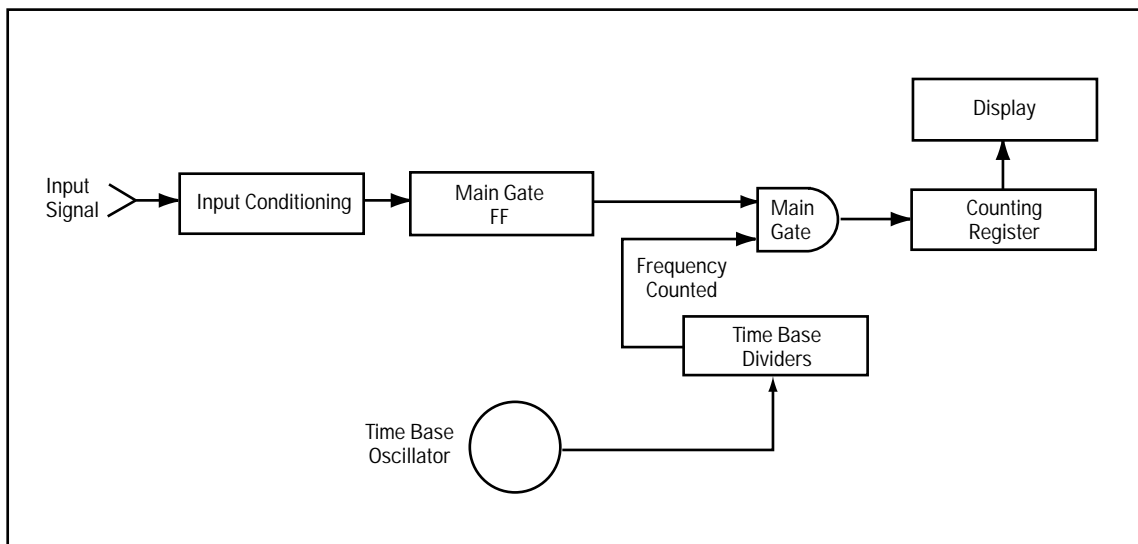 Display
Input
Signal
Input Conditioning
Main Gate
FF
Main
Gate
Counting
Register
Frequency
Counted
Time Base
Dividers
Time Base
Oscillator